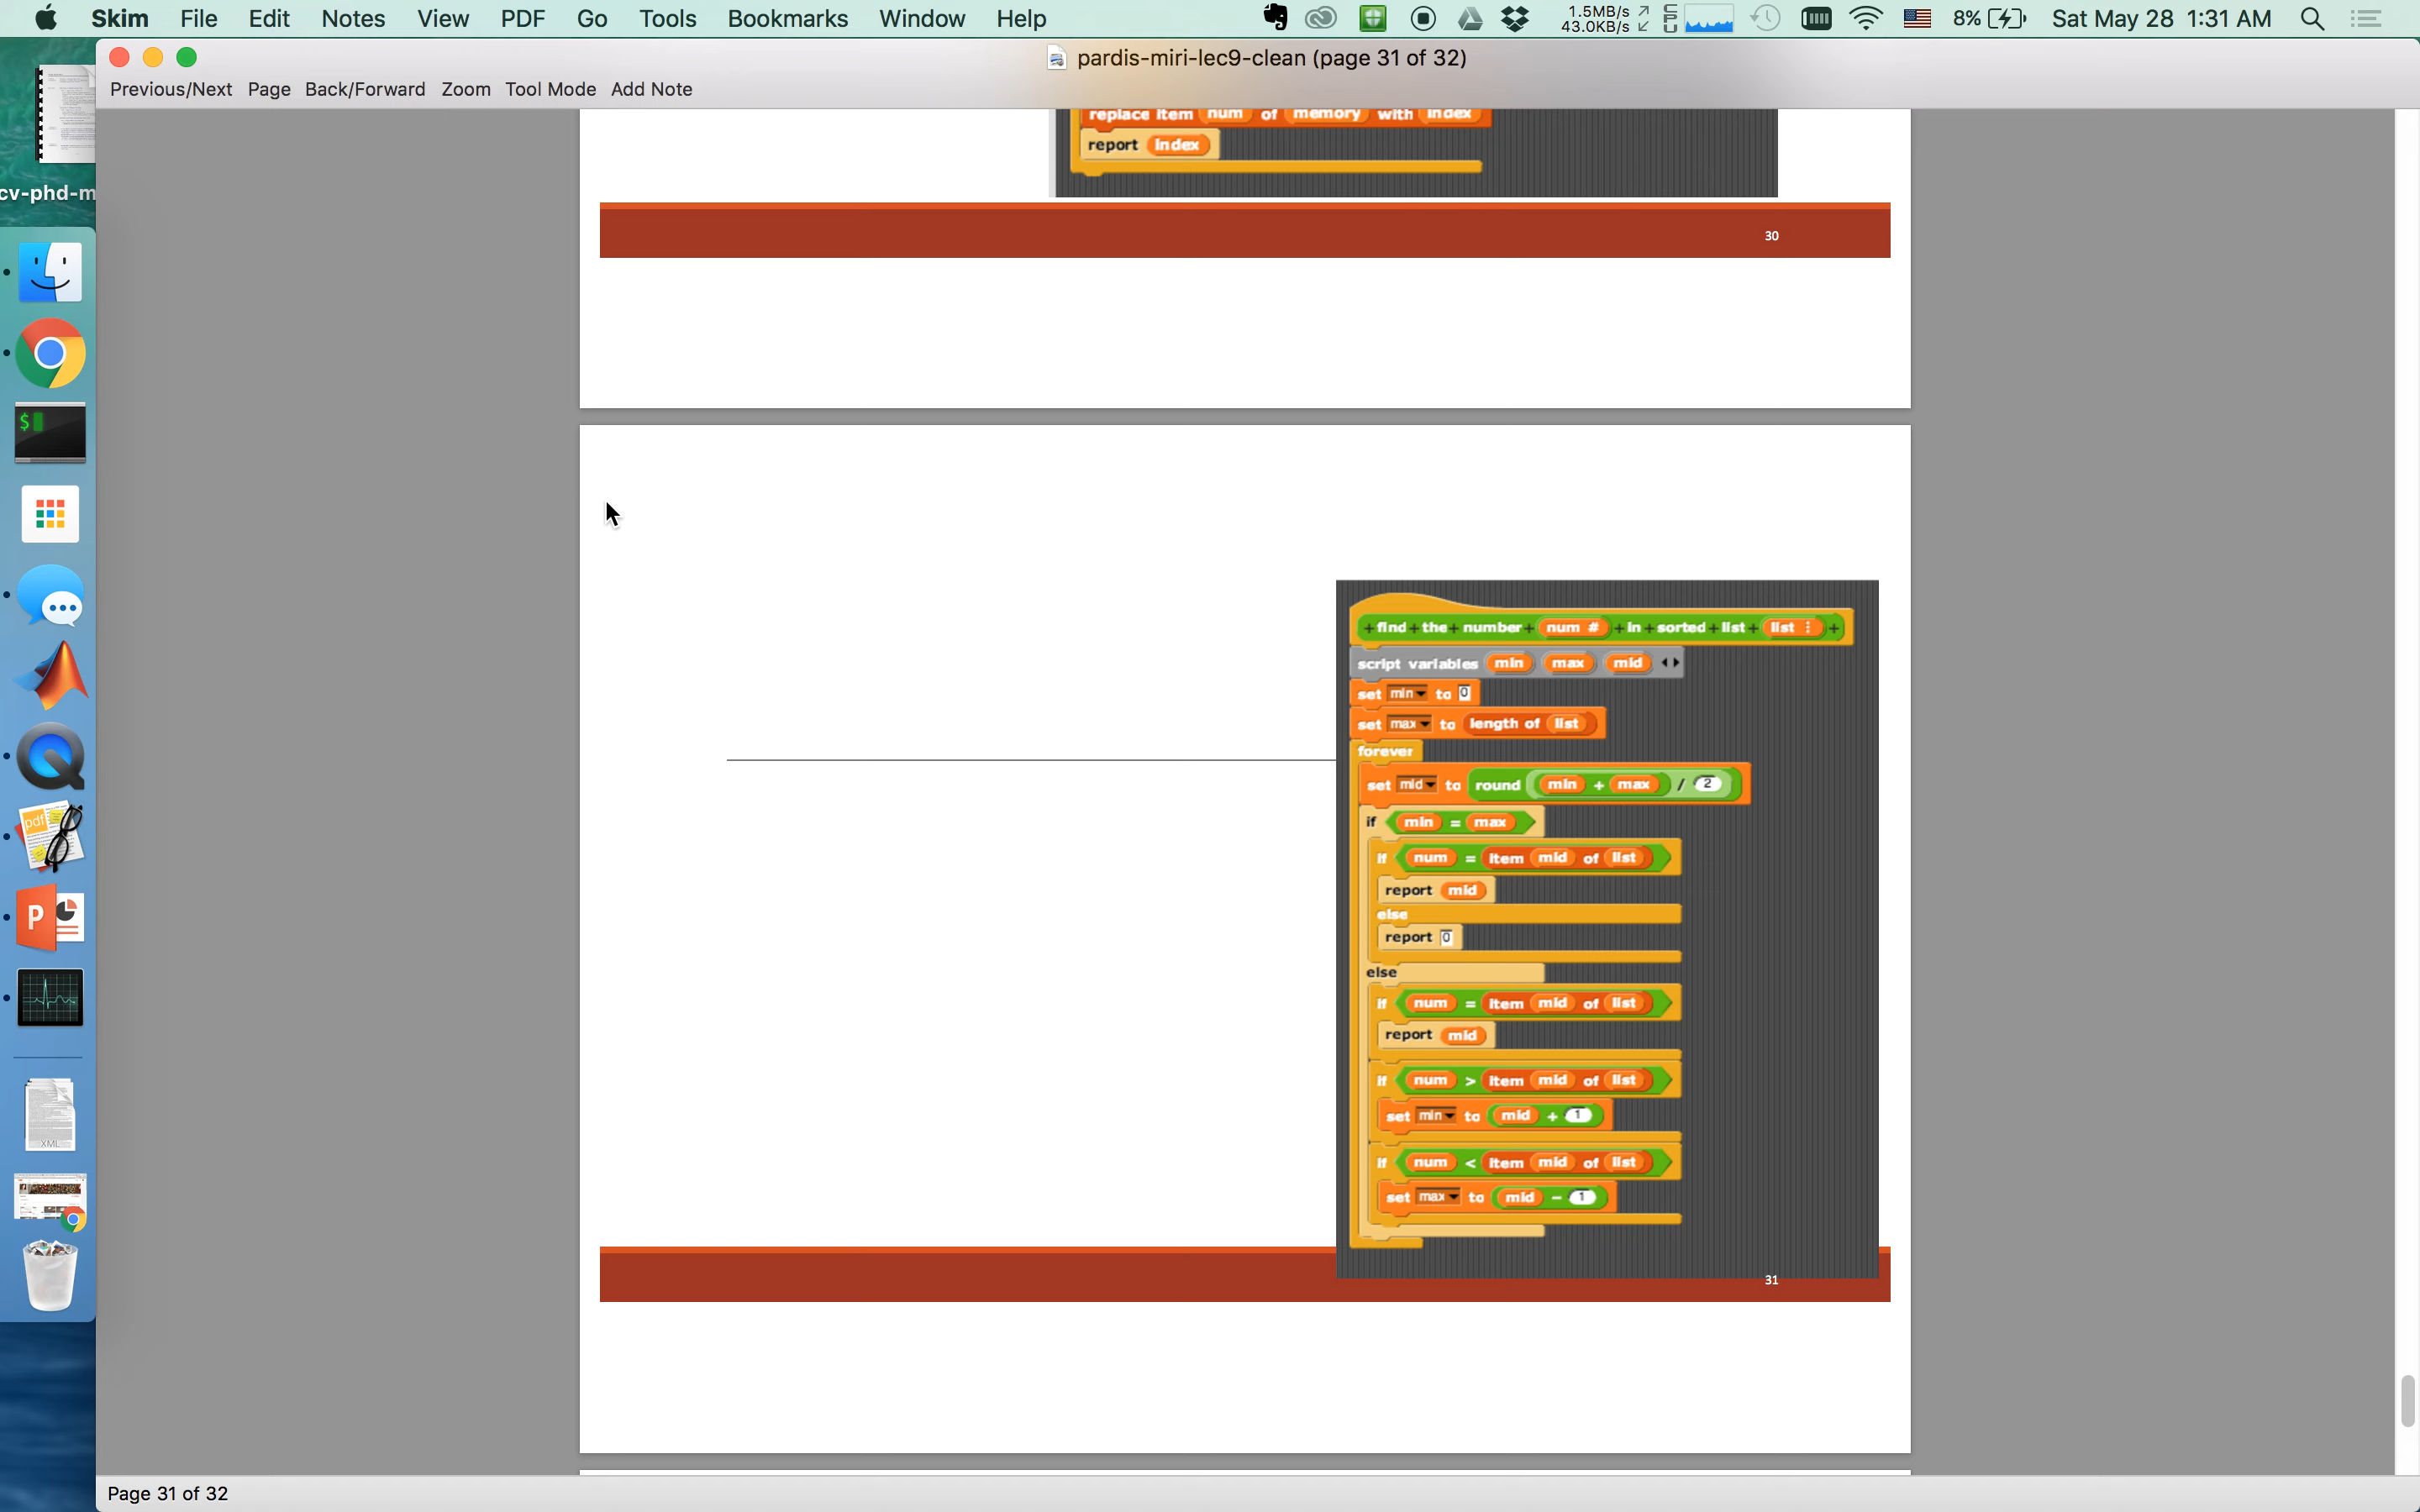 Skim File Edit Notes View PDF Go Tools Bookmarks Window Help 1.5MB/s 43.0KB/s CPU 8% Sat May 28 1:31 AM
pardis-miri-lec9-clean (page 31 of 32)
Previous/Next Page Back/Forward Zoom Tool Mode Add Note
cv-phd-m
replace item num of memory with index
report index
30
+ find + the + number + num # + in + sorted + list + list ⋮ +
script variables min max mid
set min to 0
set max to length of list
forever
set mid to round min + max / 2
if min = max
if num = item mid of list
report mid
else
report 0
else
if num = item mid of list
report mid
if num > item mid of list
set min to mid + 1
if num < item mid of list
set max to mid - 1
31
$
pdf
P
XML
Page 31 of 32